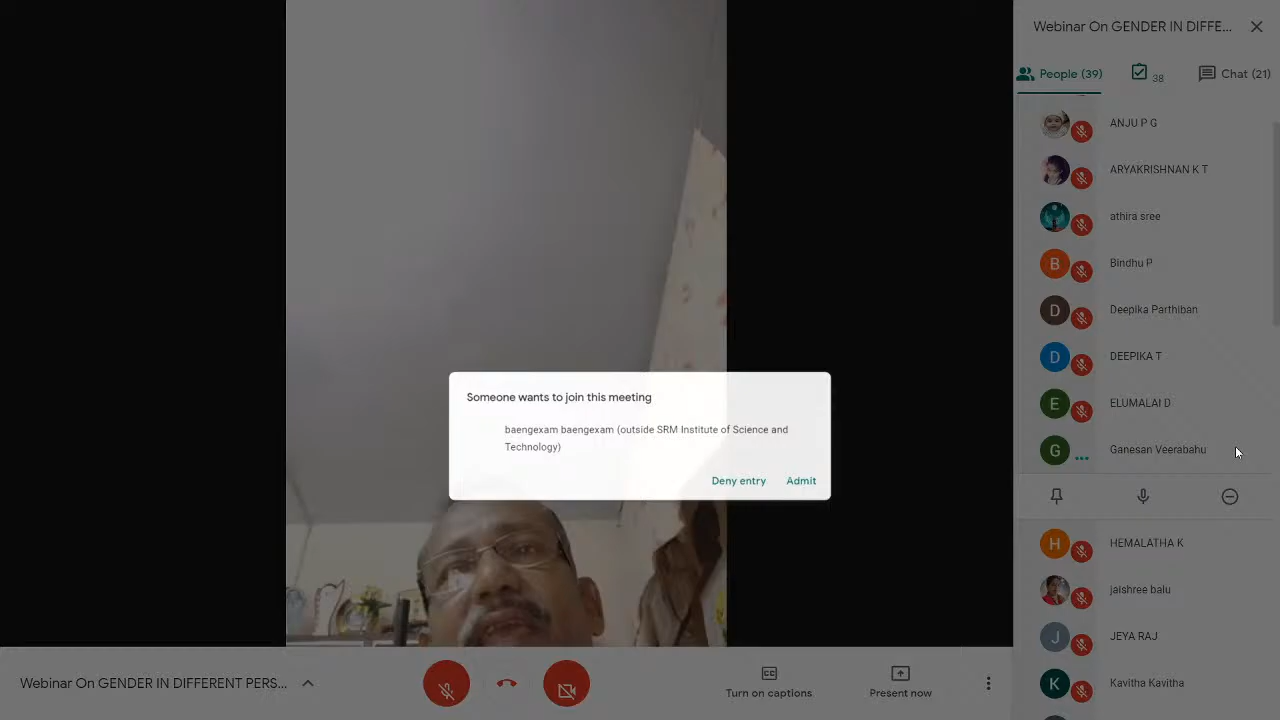 Webinar On GENDER IN DIFFE...
People (39)
38
Chat (21)
ANJU P G
ARYAKRISHNAN K T
athira sree
B
Bindhu P
D
Deepika Parthiban
D
DEEPIKA T
E
ELUMALAI D
G
Ganesan Veerabahu
H
HEMALATHA K
jaishree balu
J
JEYA RAJ
K
Kavitha Kavitha
Someone wants to join this meeting
baengexam baengexam (outside SRM Institute of Science and
Technology)
Deny entry
Admit
Webinar On GENDER IN DIFFERENT PERS...
CC
Turn on captions
Present now